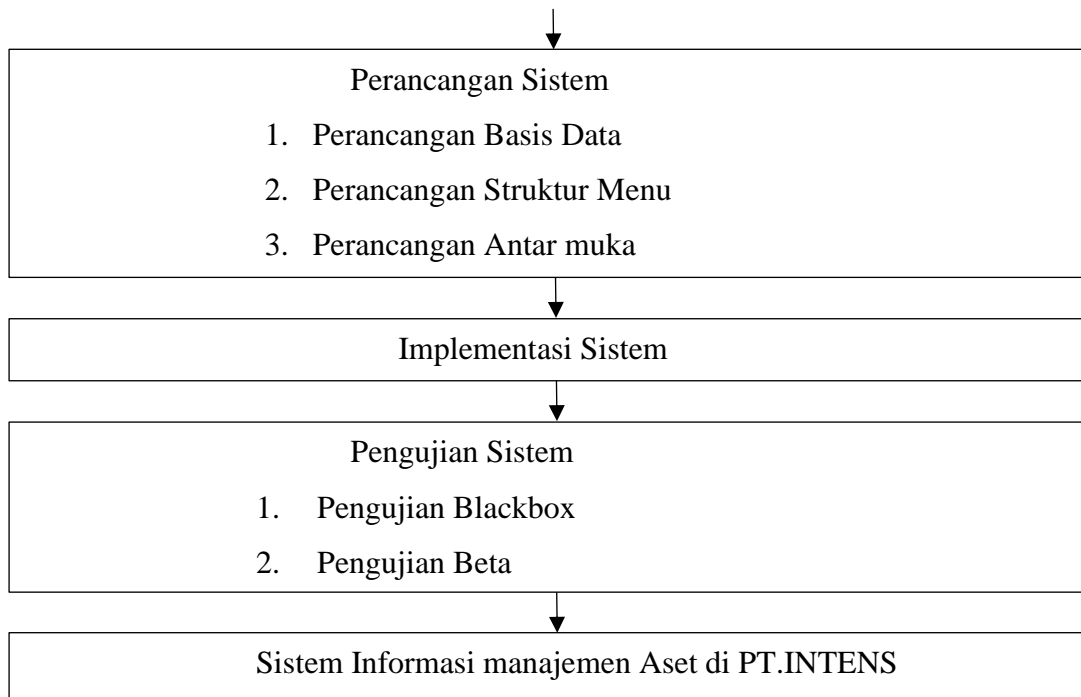 Perancangan Sistem
1. Perancangan Basis Data
2. Perancangan Struktur Menu
3. Perancangan Antar muka
Implementasi Sistem
Pengujian Sistem
1. Pengujian Blackbox
2. Pengujian Beta
Sistem Informasi manajemen Aset di PT.INTENS